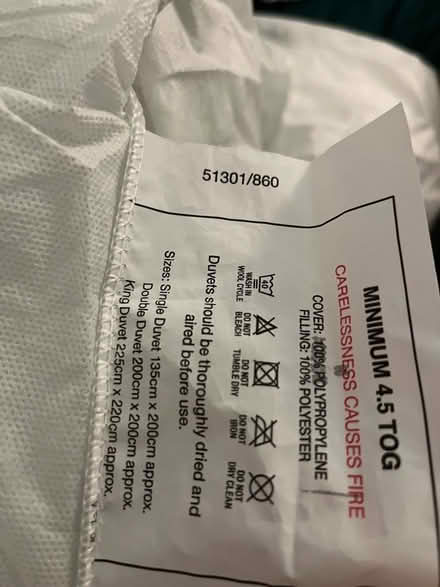 51301/860
MINIMUM 4.5 TOG
CARELESSNESS CAUSES FIRE
COVER: 100% POLYPROPYLENE
FILLING: 100% POLYESTER
40
WASH IN
WOOL CYCLE
DO NOT
BLEACH
DO NOT
TUMBLE DRY
DO NOT
IRON
DO NOT
DRY CLEAN
Duvets should be thoroughly dried and
aired before use.
Sizes: Single Duvet 135cm x 200cm approx.
Double Duvet 200cm x 200cm approx.
King Duvet 225cm x 220cm approx.